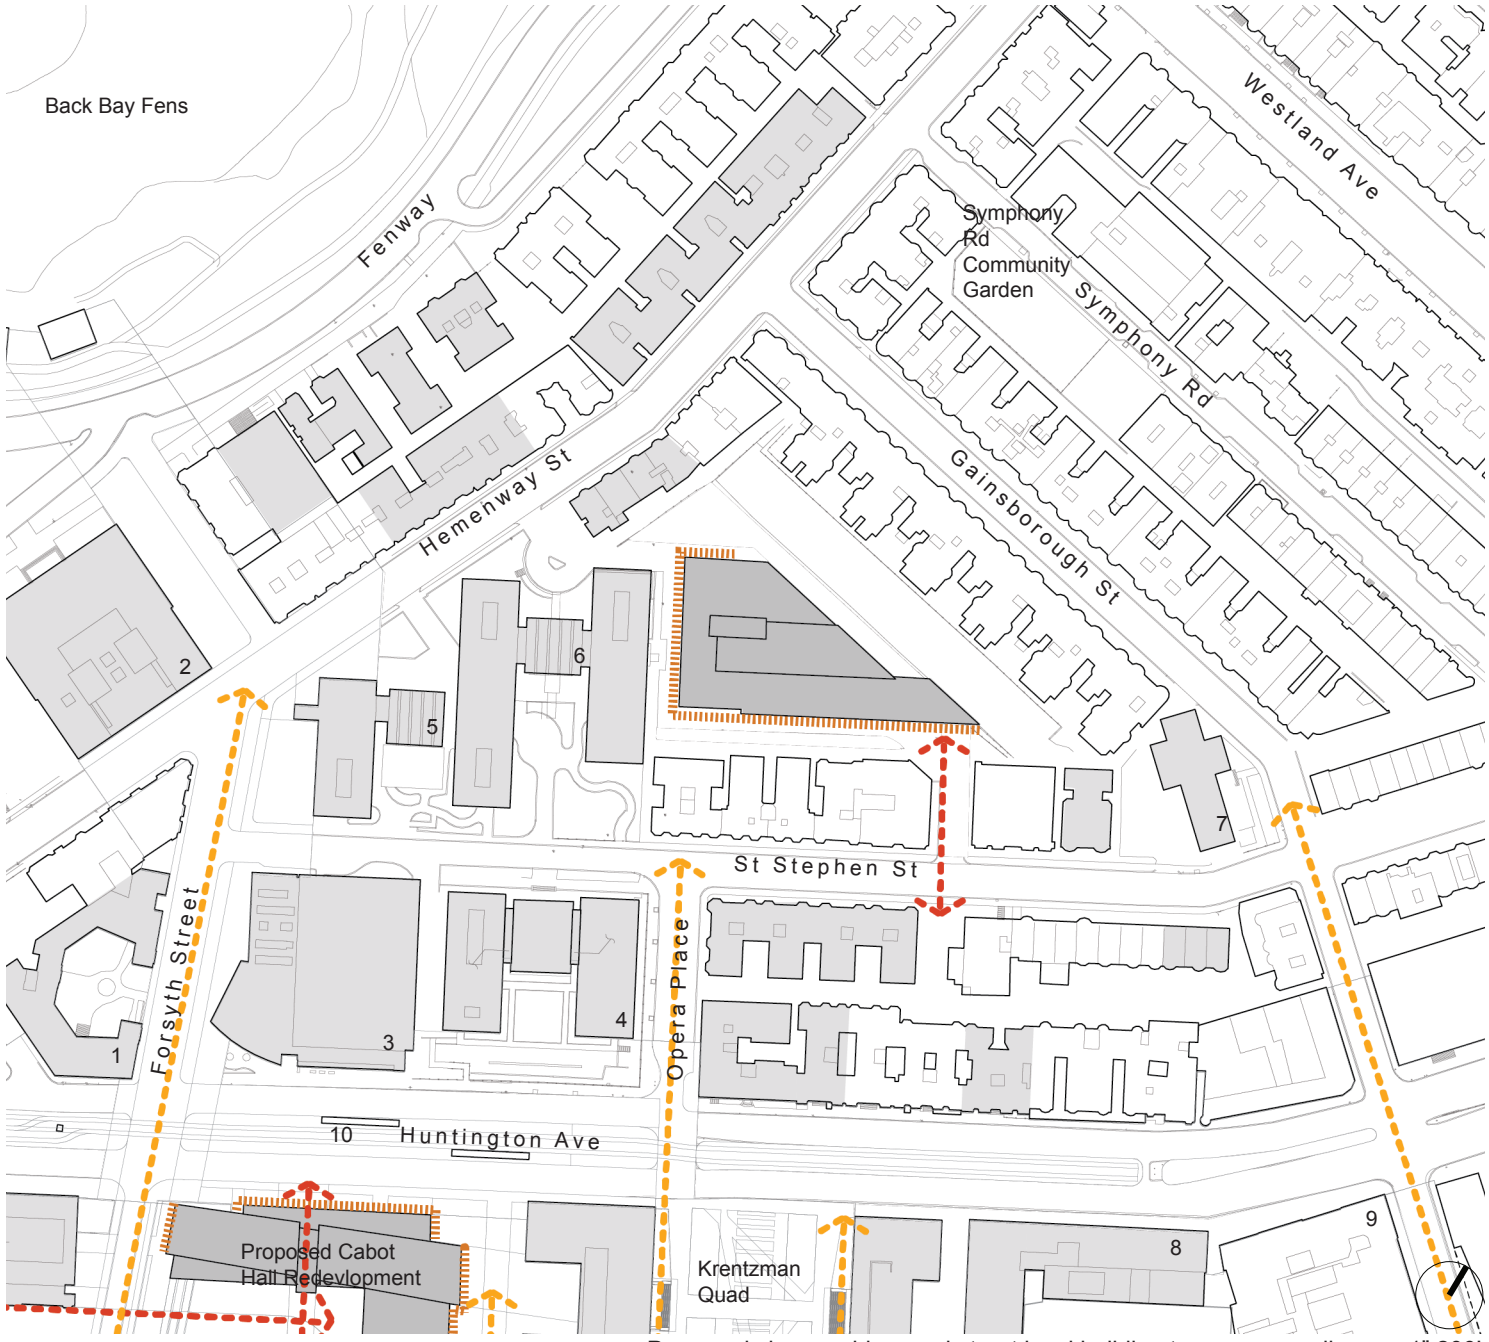 Back Bay Fens
Westland Ave
Fenway
Symphony
Rd
Community
Garden
Symphony Rd
Gainsborough St
Hemenway St
2
6
5
7
St Stephen St
Forsyth Street
Opera Place
4
3
1
10
Huntington Ave
9
8
Proposed Cabot
Hall Redevlopment
Krentzman
Quad